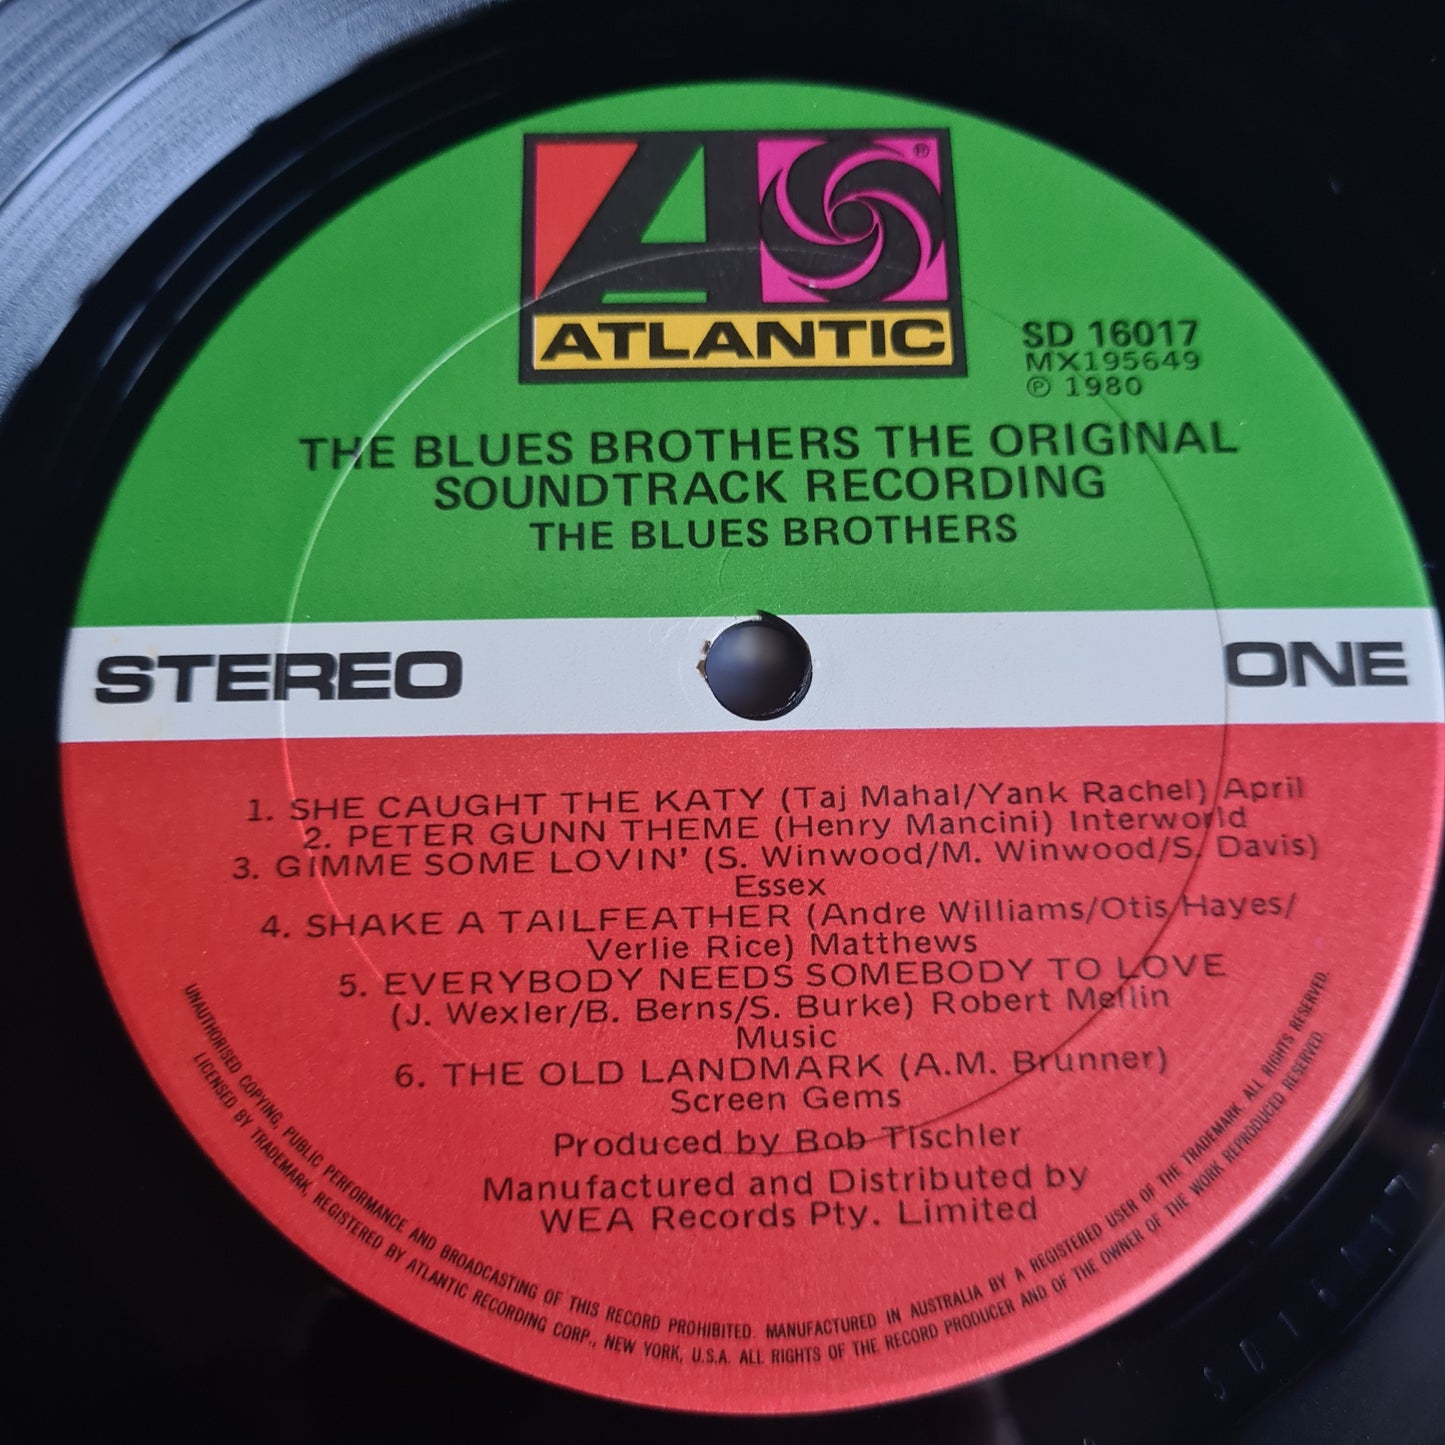 ATLANTIC
®
SD 16017
MX195649
℗ 1980
THE BLUES BROTHERS THE ORIGINAL
SOUNDTRACK RECORDING
THE BLUES BROTHERS
STEREO
ONE
1. SHE CAUGHT THE KATY (Taj Mahal/Yank Rachel) April
2. PETER GUNN THEME (Henry Mancini) Interworld
3. GIMME SOME LOVIN' (S. Winwood/M. Winwood/S. Davis)
Essex
4. SHAKE A TAILFEATHER (Andre Williams/Otis Hayes/
Verlie Rice) Matthews
5. EVERYBODY NEEDS SOMEBODY TO LOVE
(J. Wexler/B. Berns/S. Burke) Robert Mellin
Music
6. THE OLD LANDMARK (A.M. Brunner)
Screen Gems
Produced by Bob Tischler
Manufactured and Distributed by
WEA Records Pty. Limited
UNAUTHORISED COPYING, PUBLIC PERFORMANCE AND BROADCASTING OF THIS RECORD PROHIBITED. MANUFACTURED IN AUSTRALIA BY A REGISTERED USER OF THE TRADEMARK. ALL RIGHTS RESERVED.
LICENSED BY TRADEMARK, REGISTERED BY ATLANTIC RECORDING CORP., NEW YORK, U.S.A. ALL RIGHTS OF THE RECORD PRODUCER AND OF THE OWNER OF THE WORK REPRODUCED RESERVED.